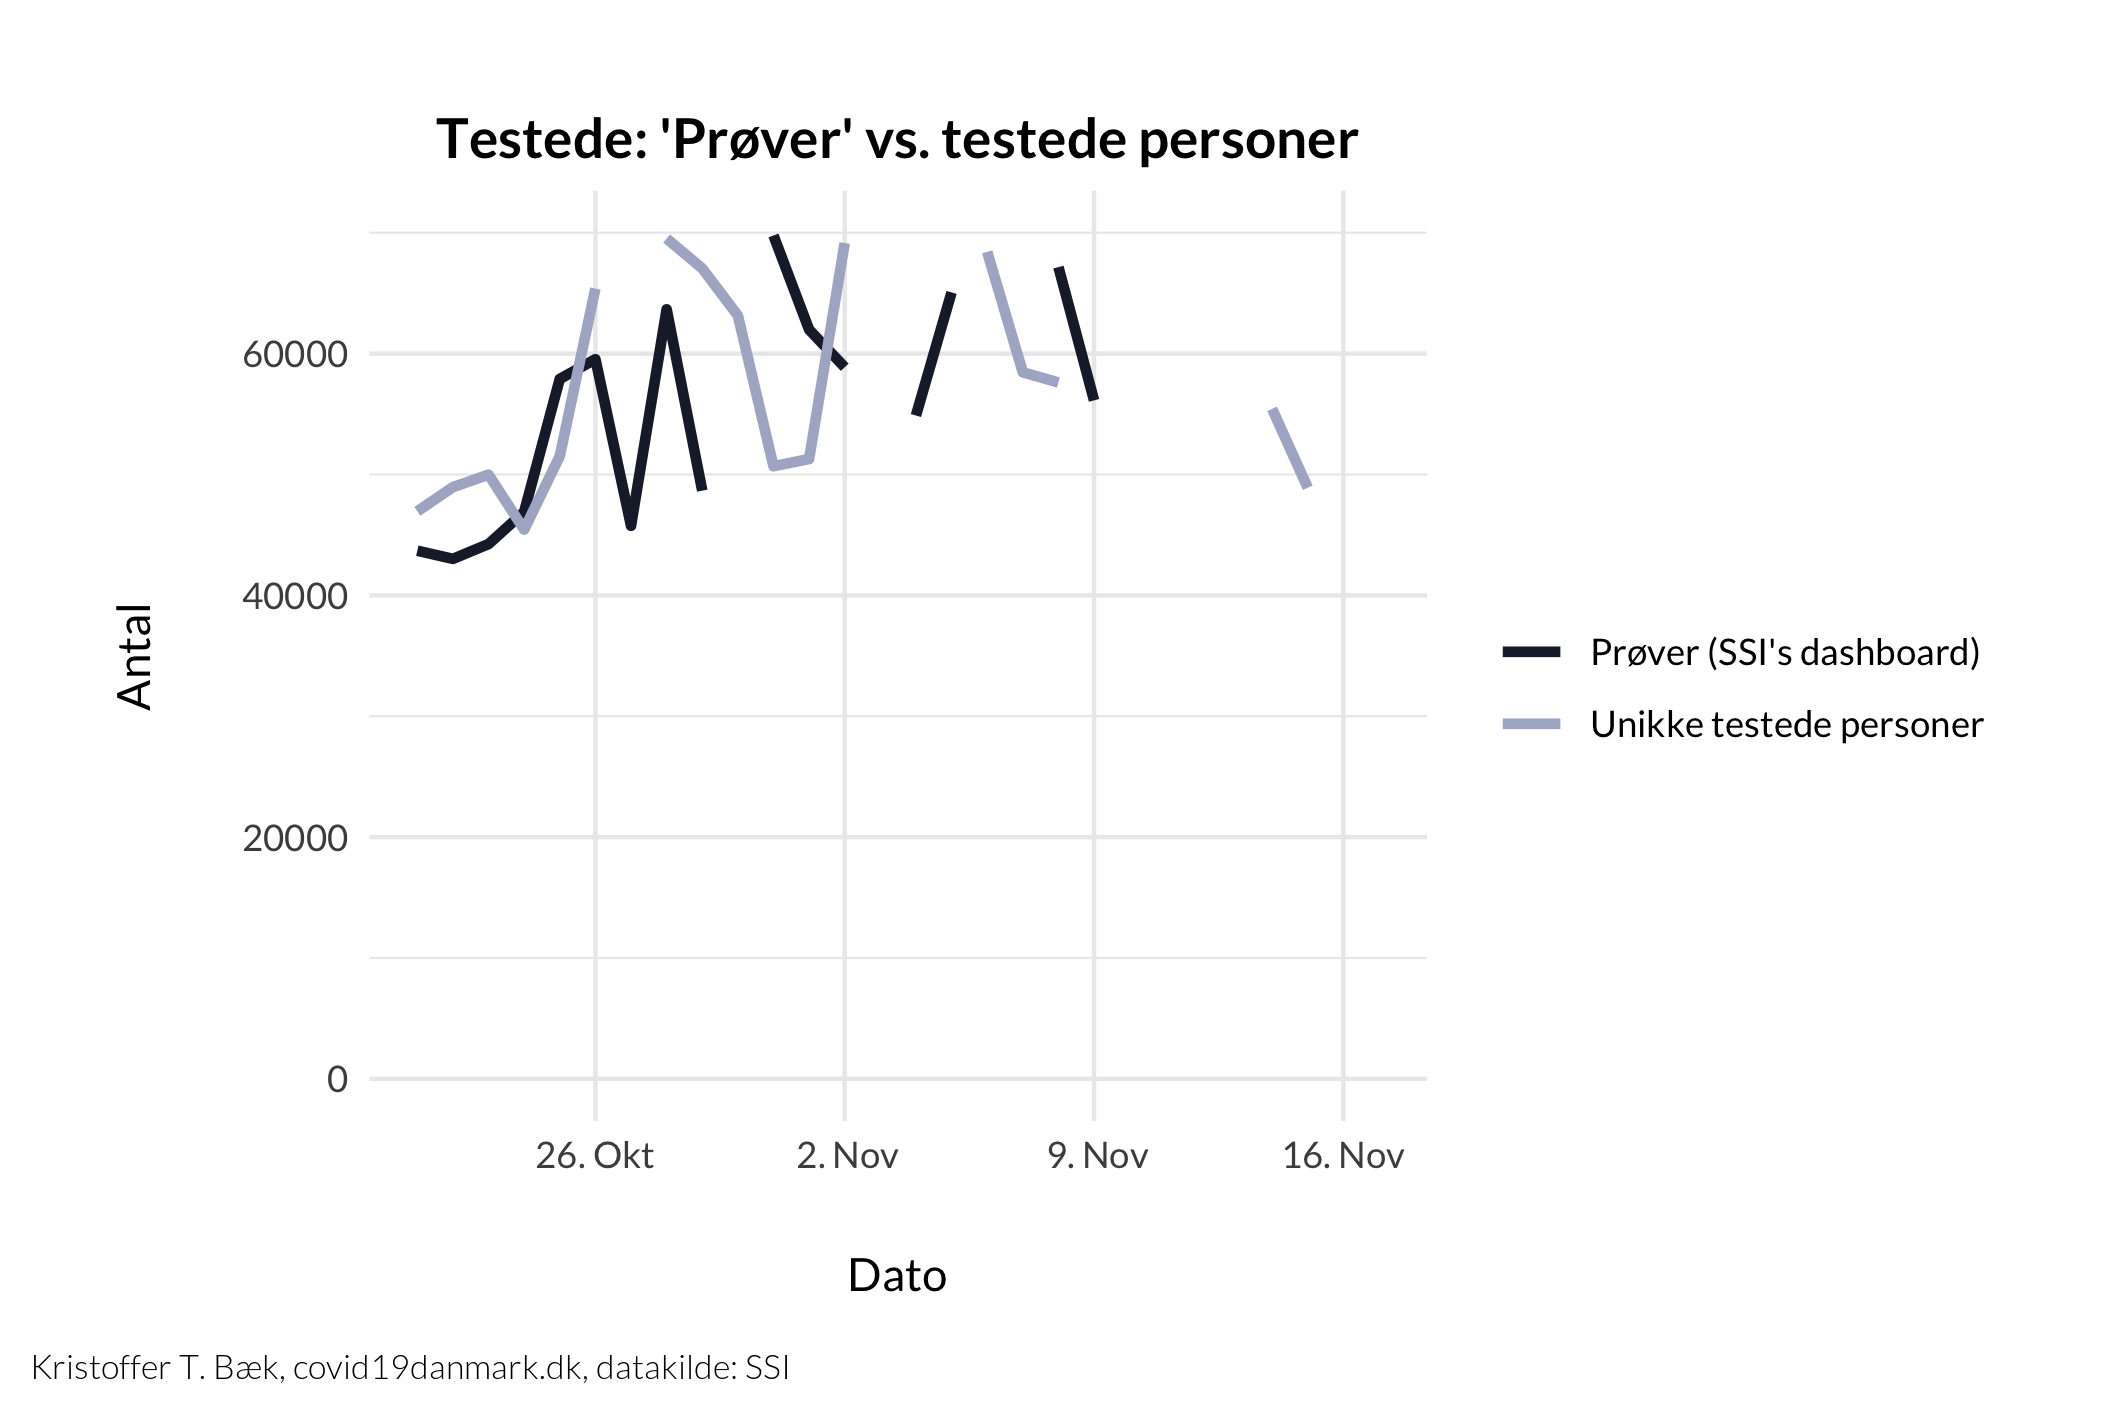 Testede: 'Prøver' vs. testede personer
60000
40000
20000
0
Antal
26. Okt
2. Nov
9. Nov
16. Nov
Dato
Prøver (SSI's dashboard)
Unikke testede personer
Kristoffer T. Bæk, covid19danmark.dk, datakilde: SSI